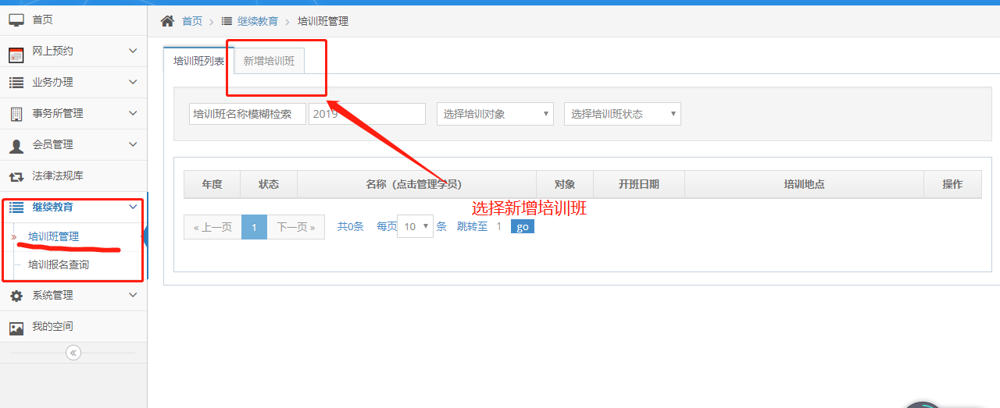 首页
网上预约
业务办理
事务所管理
会员管理
法律法规库
继续教育
培训班管理
培训报名查询
系统管理
我的空间
首页 继续教育 培训班管理
培训班列表 新增培训班
培训班名称模糊检索 2019 选择培训对象 选择培训班状态
年度 状态 名称（点击管理学员） 对象 开班日期 培训地点 操作
选择新增培训班
« 上一页 1 下一页 » 共0条 每页 10 条 跳转至 1 go